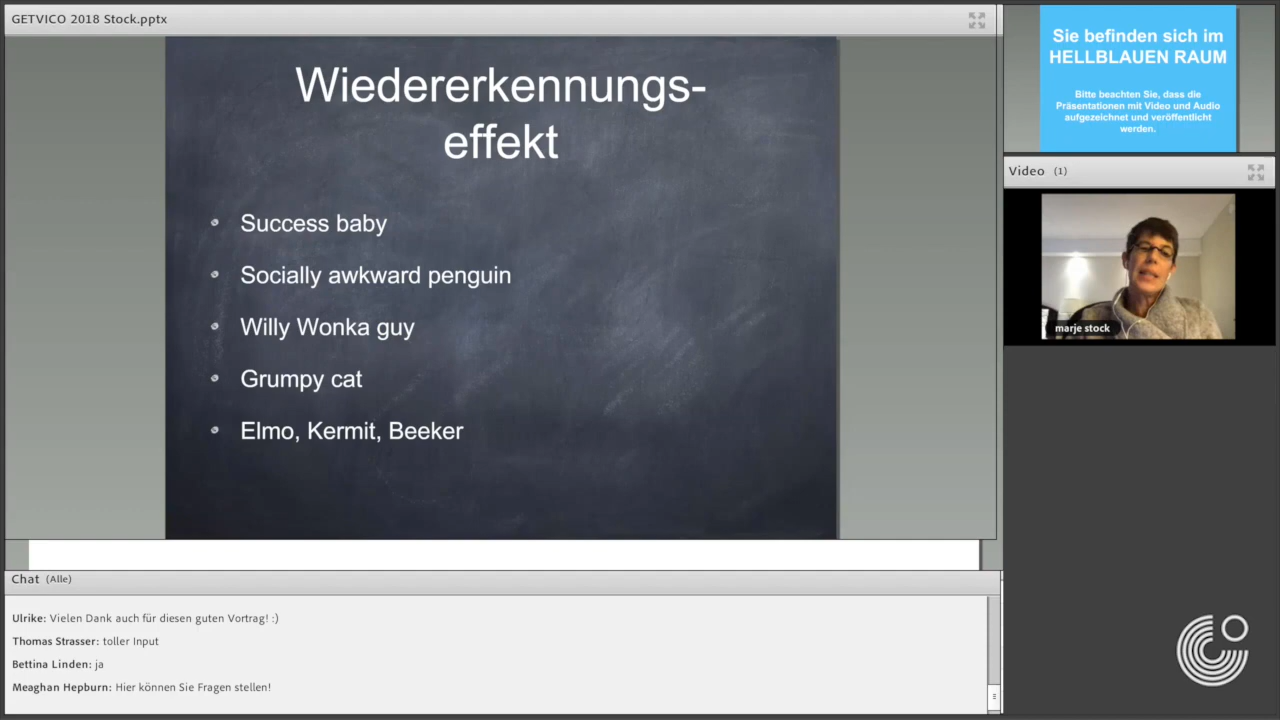 GETVICO 2018 Stock.pptx
Wiedererkennungs-
effekt
Success baby
Socially awkward penguin
Willy Wonka guy
Grumpy cat
Elmo, Kermit, Beeker
Sie befinden sich im
HELLBLAUEN RAUM
Bitte beachten Sie, dass die
Präsentationen mit Video und Audio
aufgezeichnet und veröffentlicht
werden.
Video (1)
marje stock
Chat (Alle)
Ulrike: Vielen Dank auch für diesen guten Vortrag! :)
Thomas Strasser: toller Input
Bettina Linden: ja
Meaghan Hepburn: Hier können Sie Fragen stellen!